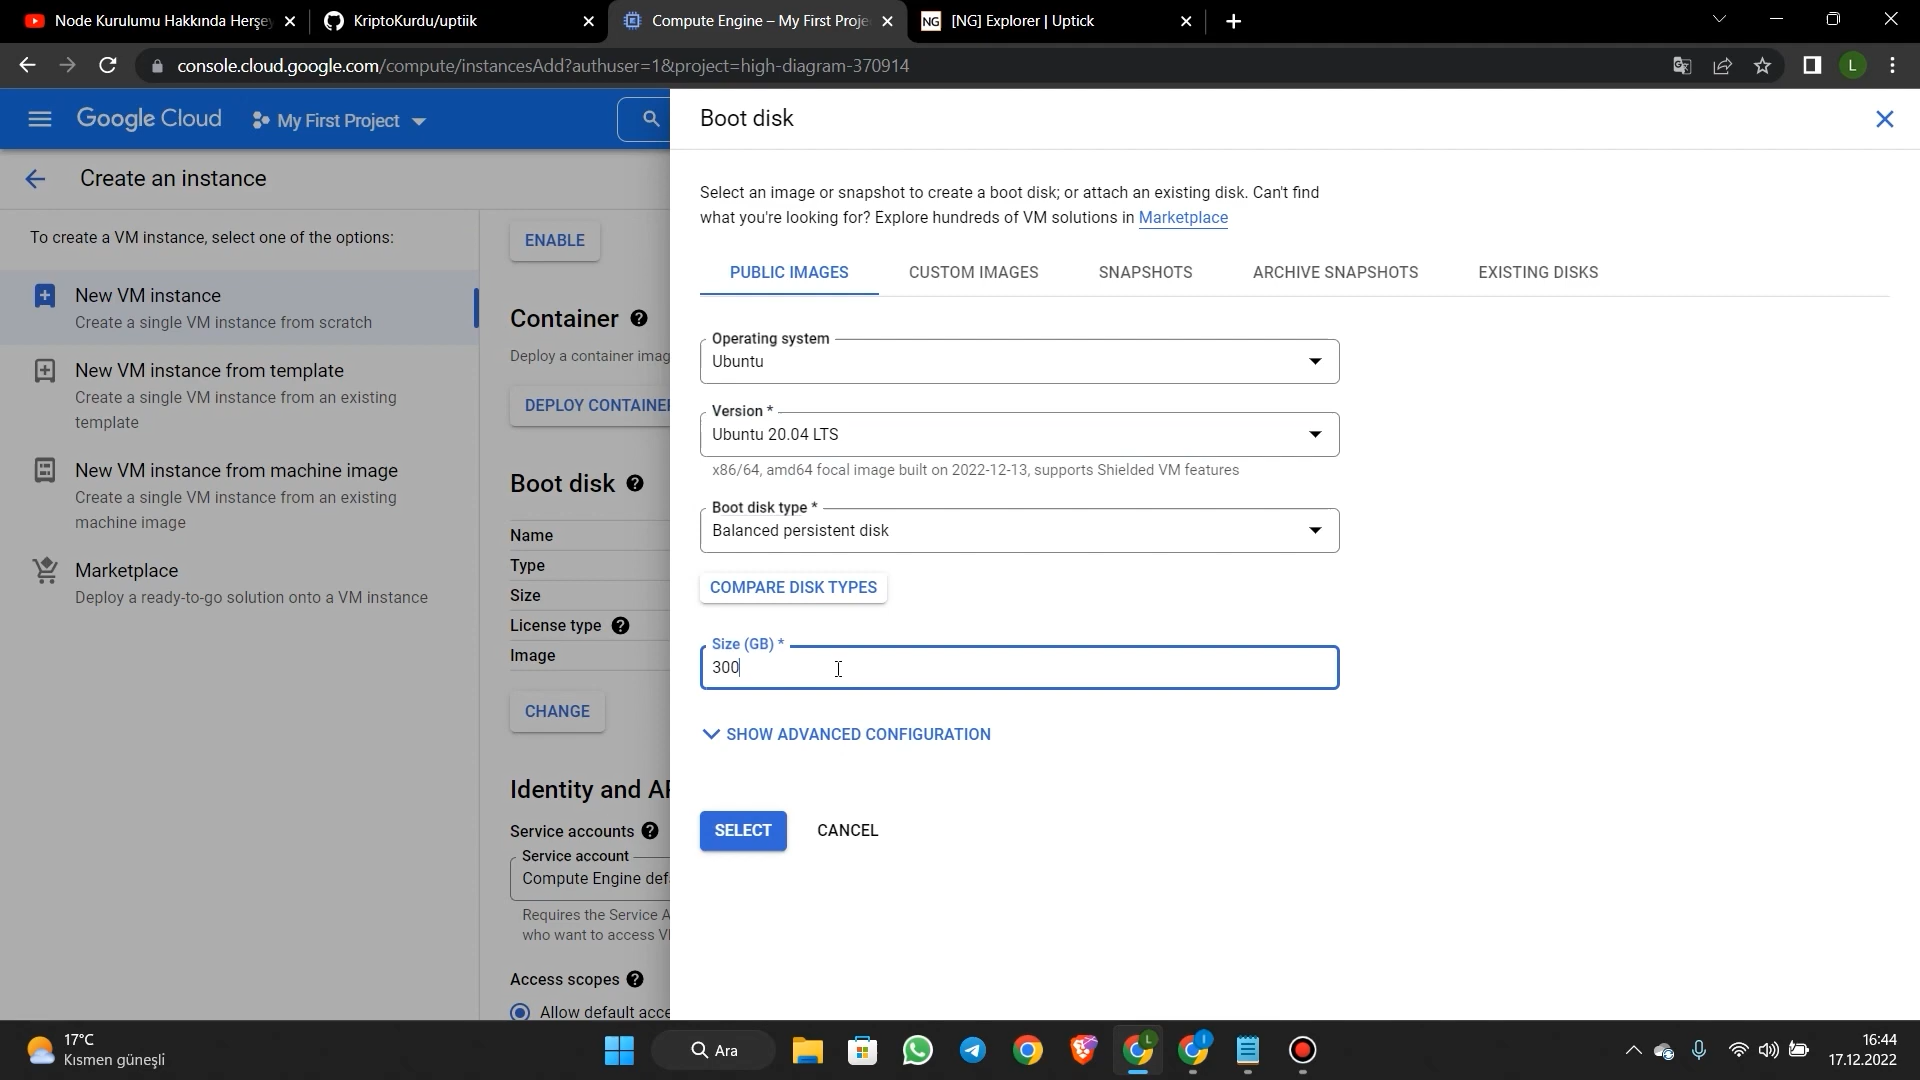 Node Kurulumu Hakkında Herşey
KriptoKurdu/uptiik
Compute Engine – My First Proje
NG [NG] Explorer | Uptick
console.cloud.google.com/compute/instancesAdd?authuser=1&project=high-diagram-370914
L
Google Cloud
My First Project
Boot disk
Create an instance
To create a VM instance, select one of the options:
New VM instance
Create a single VM instance from scratch
New VM instance from template
Create a single VM instance from an existing
template
New VM instance from machine image
Create a single VM instance from an existing
machine image
Marketplace
Deploy a ready-to-go solution onto a VM instance
ENABLE
Container
Deploy a container imag
DEPLOY CONTAINER
Boot disk
Name
Type
Size
License type
Image
CHANGE
Identity and AP
Service accounts
Service account
Compute Engine def
Requires the Service A
who want to access VM
Access scopes
Allow default acce
Select an image or snapshot to create a boot disk; or attach an existing disk. Can't find
what you're looking for? Explore hundreds of VM solutions in Marketplace
PUBLIC IMAGES
CUSTOM IMAGES
SNAPSHOTS
ARCHIVE SNAPSHOTS
EXISTING DISKS
Operating system
Ubuntu
Version *
Ubuntu 20.04 LTS
x86/64, amd64 focal image built on 2022-12-13, supports Shielded VM features
Boot disk type *
Balanced persistent disk
COMPARE DISK TYPES
Size (GB) *
300
SHOW ADVANCED CONFIGURATION
SELECT
CANCEL
17°C
Kısmen güneşli
Ara
L
16:44
17.12.2022